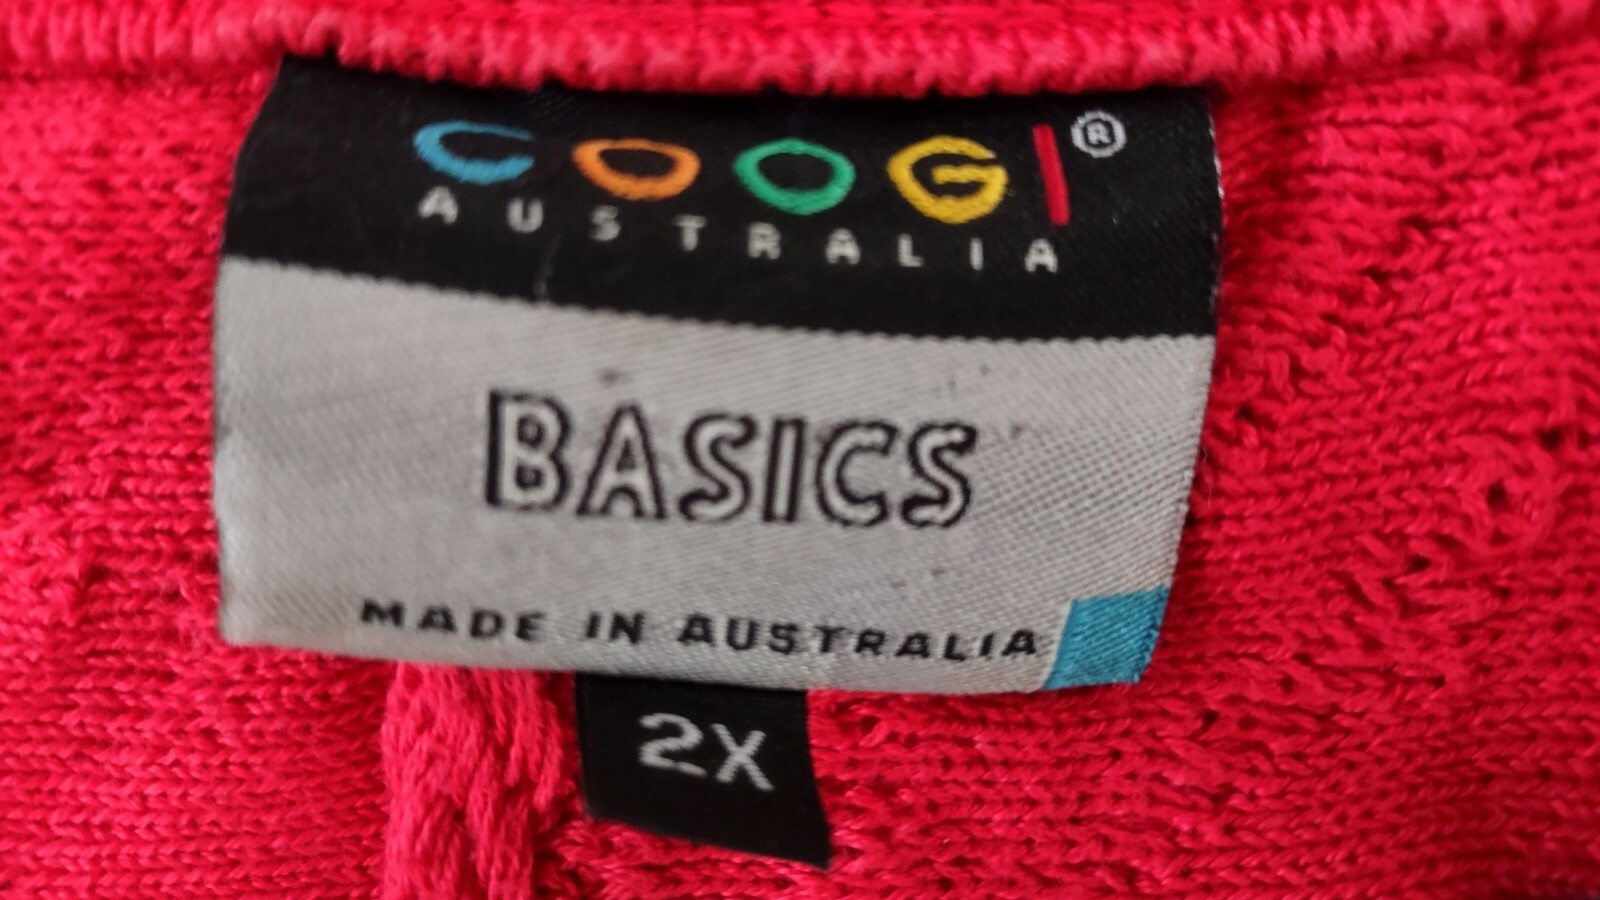 COOGI®
AUSTRALIA
BASICS
MADE IN AUSTRALIA
2X